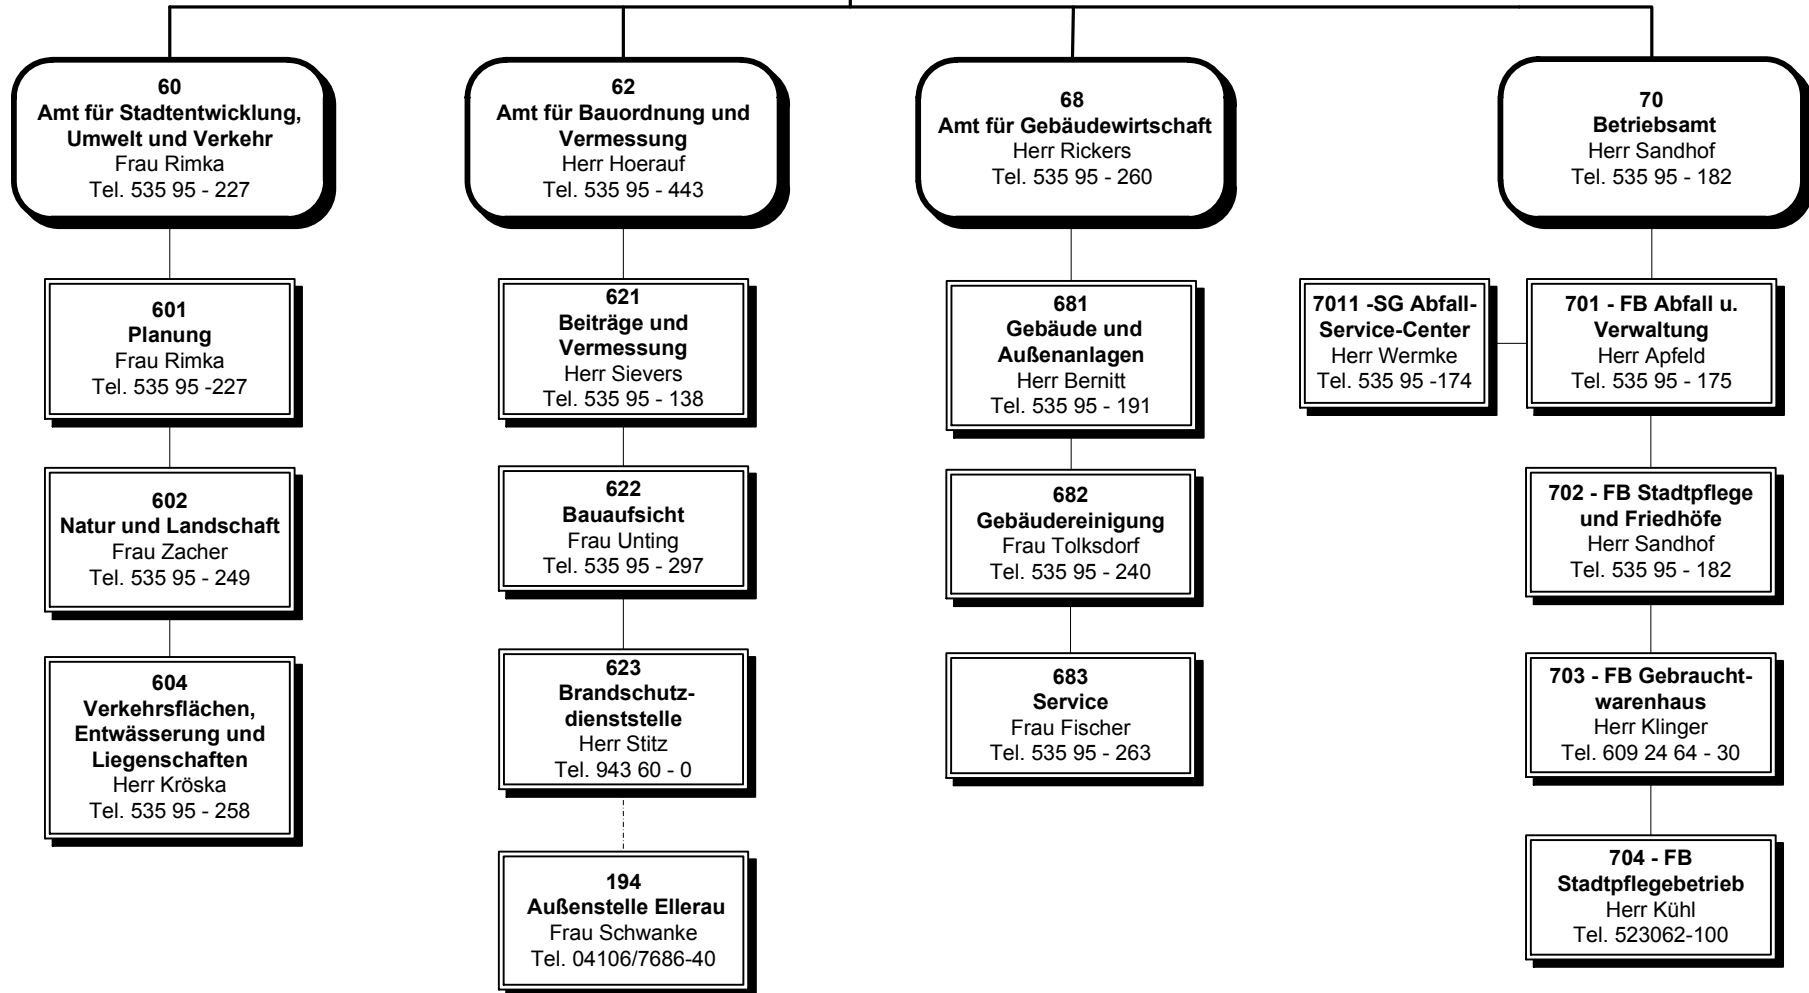 60
Amt für Stadtentwicklung,
Umwelt und Verkehr
Frau Rimka
Tel. 535 95 - 227
62
Amt für Bauordnung und
Vermessung
Herr Hoerauf
Tel. 535 95 - 443
68
Amt für Gebäudewirtschaft
Herr Rickers
Tel. 535 95 - 260
70
Betriebsamt
Herr Sandhof
Tel. 535 95 - 182
601
Planung
Frau Rimka
Tel. 535 95 -227
602
Natur und Landschaft
Frau Zacher
Tel. 535 95 - 249
604
Verkehrsflächen,
Entwässerung und
Liegenschaften
Herr Kröska
Tel. 535 95 - 258
621
Beiträge und
Vermessung
Herr Sievers
Tel. 535 95 - 138
622
Bauaufsicht
Frau Unting
Tel. 535 95 - 297
623
Brandschutz-
dienststelle
Herr Stitz
Tel. 943 60 - 0
194
Außenstelle Ellerau
Frau Schwanke
Tel. 04106/7686-40
681
Gebäude und
Außenanlagen
Herr Bernitt
Tel. 535 95 - 191
682
Gebäudereinigung
Frau Tolksdorf
Tel. 535 95 - 240
683
Service
Frau Fischer
Tel. 535 95 - 263
7011 -SG Abfall-
Service-Center
Herr Wermke
Tel. 535 95 -174
701 - FB Abfall u.
Verwaltung
Herr Apfeld
Tel. 535 95 - 175
702 - FB Stadtpflege
und Friedhöfe
Herr Sandhof
Tel. 535 95 - 182
703 - FB Gebraucht-
warenhaus
Herr Klinger
Tel. 609 24 64 - 30
704 - FB
Stadtpflegebetrieb
Herr Kühl
Tel. 523062-100